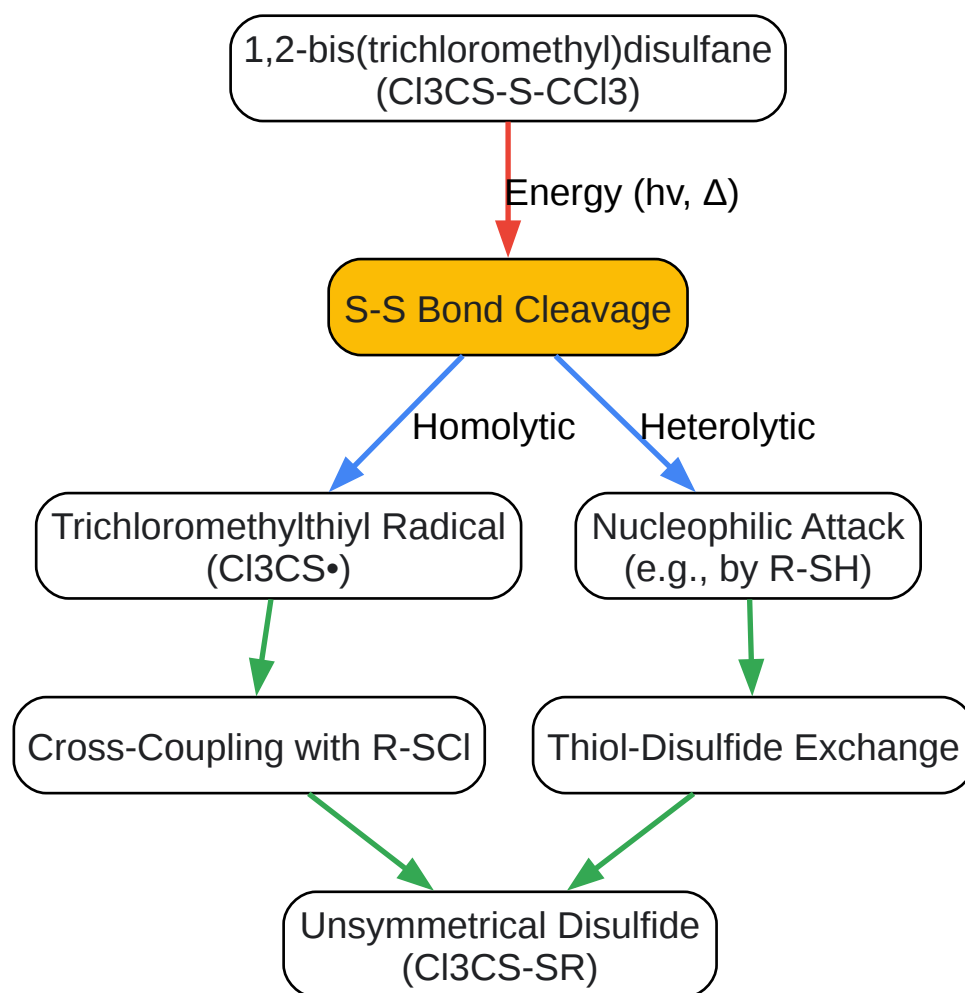 1,2-bis(trichloromethyl)disulfane
(Cl3CS-S-CCl3)
Energy (hv, Δ)
S-S Bond Cleavage
Homolytic
Heterolytic
Trichloromethylthiyl Radical
(Cl3CS•)
Nucleophilic Attack
(e.g., by R-SH)
Cross-Coupling with R-SCl
Thiol-Disulfide Exchange
Unsymmetrical Disulfide
(Cl3CS-SR)